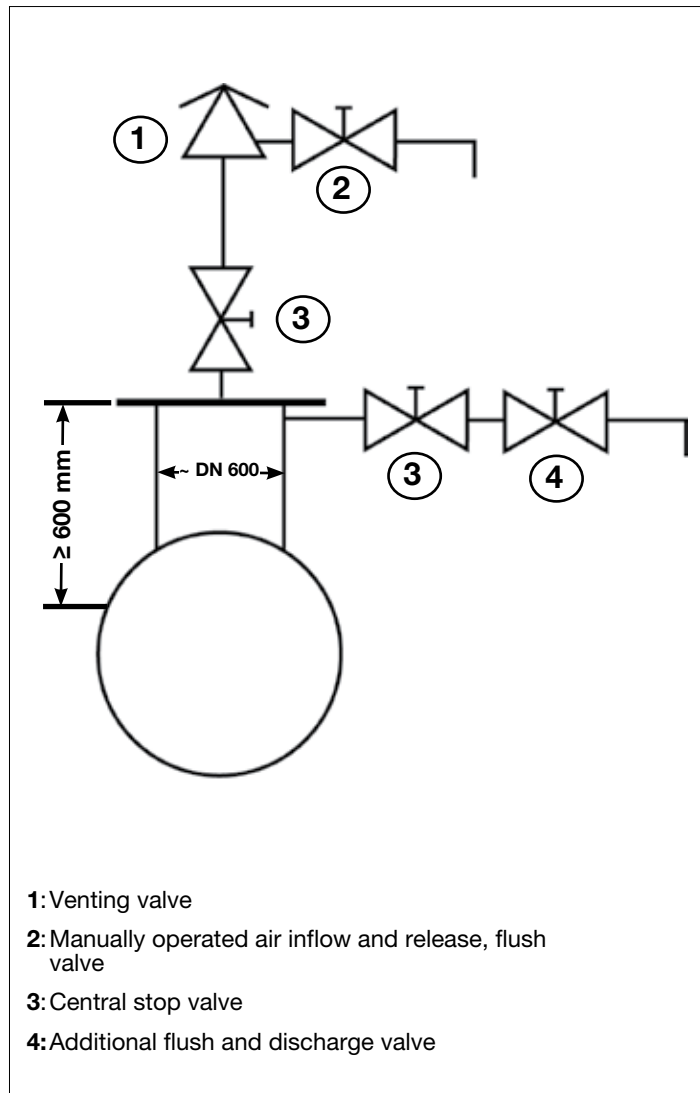 1
2
3
~ DN 600
≥ 600 mm
3
4
1: Venting valve
2: Manually operated air inflow and release, flush
valve
3: Central stop valve
4: Additional flush and discharge valve